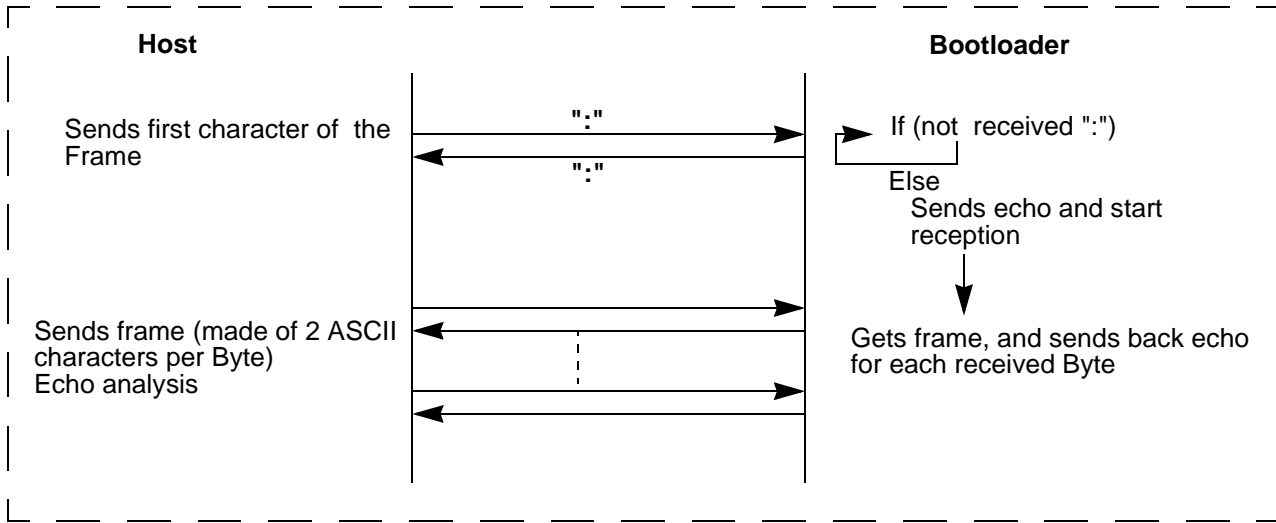 Host
Bootloader
Sends first character of the
Frame
":"
":"
If (not received ":")
Else
Sends echo and start
reception
Sends frame (made of 2 ASCII
characters per Byte)
Echo analysis
Gets frame, and sends back echo
for each received Byte